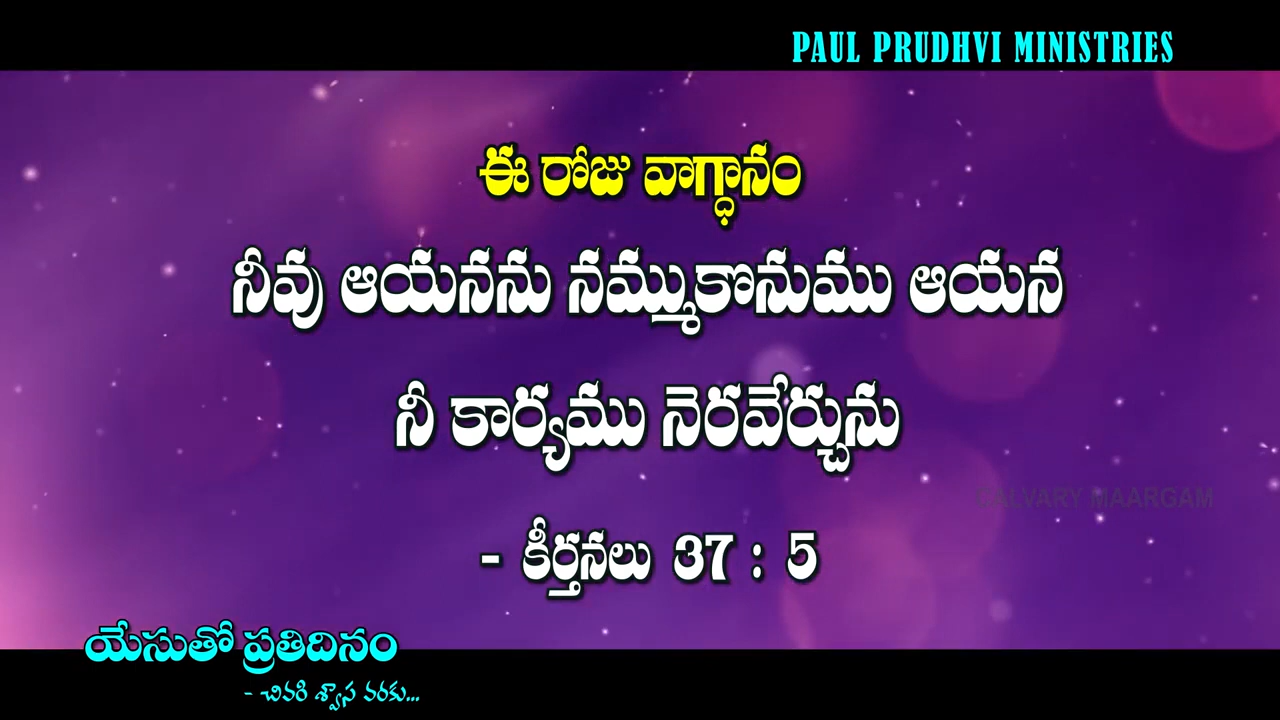 PAUL PRUDHVI MINISTRIES
ఈ రోజు వాగ్ధానం
నీవు ఆయనను నమ్ముకొనుము ఆయన
నీ కార్యము నెరవేర్చును
CALVARY MAARGAM
- కీర్తనలు 37 : 5
యేసుతో ప్రతిదినం
- చివరి శ్వాస వరకు...